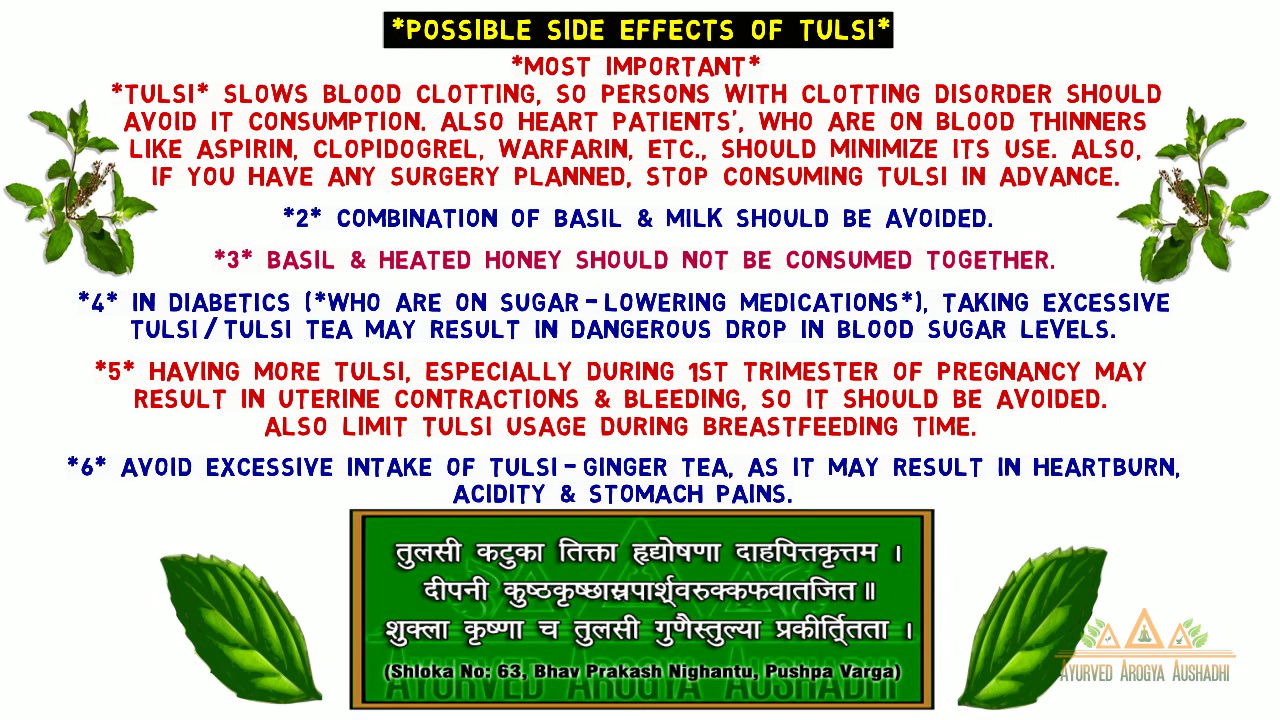 *POSSIBLE SIDE EFFECTS OF TULSI*
*MOST IMPORTANT*
*TULSI* SLOWS BLOOD CLOTTING, SO PERSONS WITH CLOTTING DISORDER SHOULD
AVOID IT CONSUMPTION. ALSO HEART PATIENTS', WHO ARE ON BLOOD THINNERS
LIKE ASPIRIN, CLOPIDOGREL, WARFARIN, ETC., SHOULD MINIMIZE ITS USE. ALSO,
IF YOU HAVE ANY SURGERY PLANNED, STOP CONSUMING TULSI IN ADVANCE.
*2* COMBINATION OF BASIL & MILK SHOULD BE AVOIDED.
*3* BASIL & HEATED HONEY SHOULD NOT BE CONSUMED TOGETHER.
*4* IN DIABETICS (*WHO ARE ON SUGAR-LOWERING MEDICATIONS*), TAKING EXCESSIVE
TULSI/TULSI TEA MAY RESULT IN DANGEROUS DROP IN BLOOD SUGAR LEVELS.
*5* HAVING MORE TULSI, ESPECIALLY DURING 1ST TRIMESTER OF PREGNANCY MAY
RESULT IN UTERINE CONTRACTIONS & BLEEDING, SO IT SHOULD BE AVOIDED.
ALSO LIMIT TULSI USAGE DURING BREASTFEEDING TIME.
*6* AVOID EXCESSIVE INTAKE OF TULSI-GINGER TEA, AS IT MAY RESULT IN HEARTBURN,
ACIDITY & STOMACH PAINS.
तुलसी कटुका तिक्ता हृद्योषणा दाहपित्तकृत्तम ।
दीपनी कुष्ठकृष्छास्रपार्श्वरुक्कफवातजित ॥
शुक्ला कृष्णा च तुलसी गुणैस्तुल्या प्रकीर्तितता ।
(Shloka No: 63, Bhav Prakash Nighantu, Pushpa Varga)
AYURVED AROGYA AUSHADHI
AYURVED AROGYA AUSHADHI